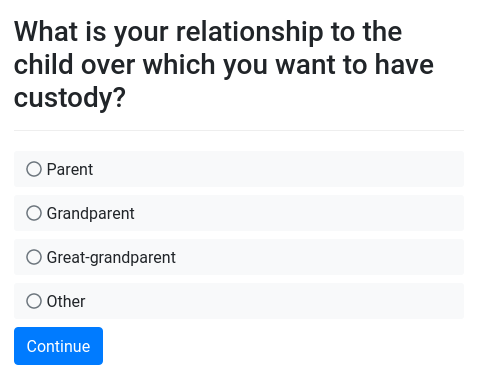 What is your relationship to the
child over which you want to have
custody?
Parent
Grandparent
Great-grandparent
Other
Continue